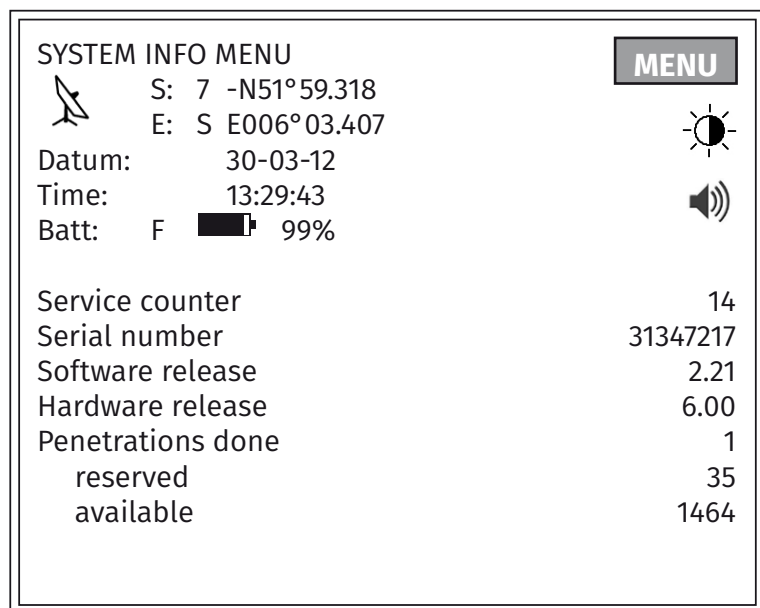 SYSTEM INFO MENU
MENU
S: 7 -N51°59.318
E: S E006°03.407
Datum: 30-03-12
Time: 13:29:43
Batt: F 99%
Service counter 14
Serial number 31347217
Software release 2.21
Hardware release 6.00
Penetrations done 1
reserved 35
available 1464